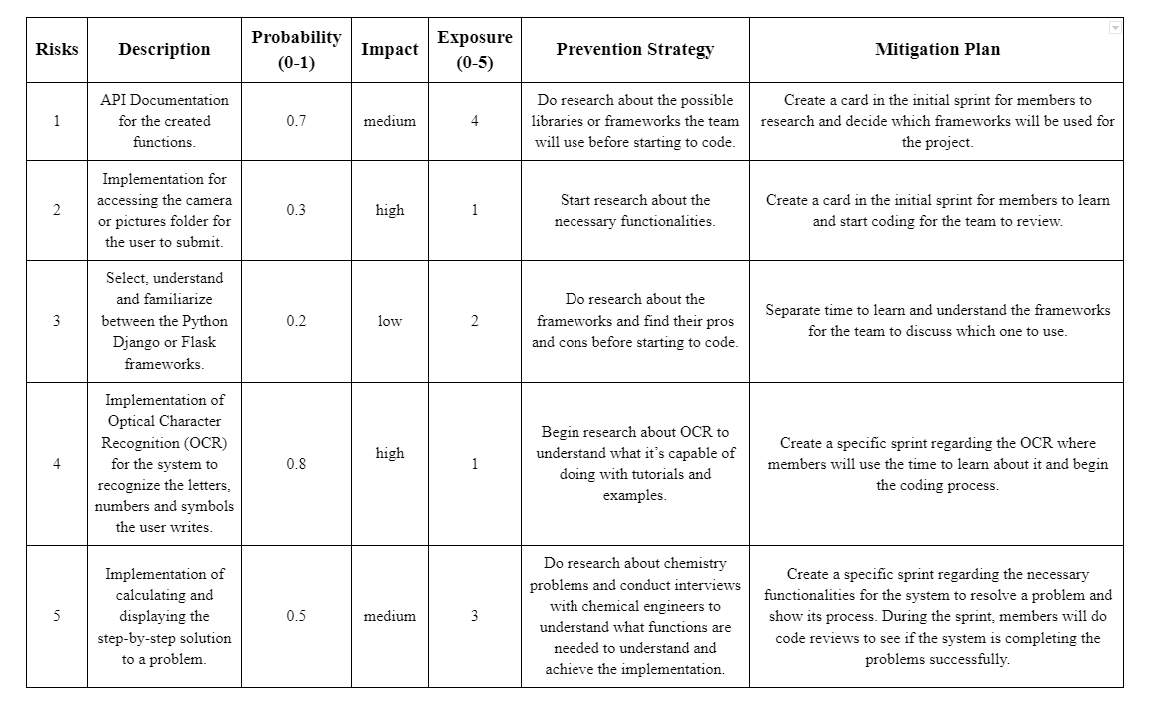 Risks Description Probability (0-1) Impact Exposure (0-5) Prevention Strategy Mitigation Plan
1
API Documentation
for the created
functions.
0.7
medium
4
Do research about the possible
libraries or frameworks the team
will use before starting to code.
Create a card in the initial sprint for members to
research and decide which frameworks will be used for
the project.
2
Implementation for
accessing the camera
or pictures folder for
the user to submit.
0.3
high
1
Start research about the
necessary functionalities.
Create a card in the initial sprint for members to learn
and start coding for the team to review.
3
Select, understand
and familiarize
between the Python
Django or Flask
frameworks.
0.2
low
2
Do research about the
frameworks and find their pros
and cons before starting to code.
Separate time to learn and understand the frameworks
for the team to discuss which one to use.
4
Implementation of
Optical Character
Recognition (OCR)
for the system to
recognize the letters,
numbers and symbols
the user writes.
0.8
high
1
Begin research about OCR to
understand what it’s capable of
doing with tutorials and
examples.
Create a specific sprint regarding the OCR where
members will use the time to learn about it and begin
the coding process.
5
Implementation of
calculating and
displaying the
step-by-step solution
to a problem.
0.5
medium
3
Do research about chemistry
problems and conduct interviews
with chemical engineers to
understand what functions are
needed to understand and
achieve the implementation.
Create a specific sprint regarding the necessary
functionalities for the system to resolve a problem and
show its process. During the sprint, members will do
code reviews to see if the system is completing the
problems successfully.